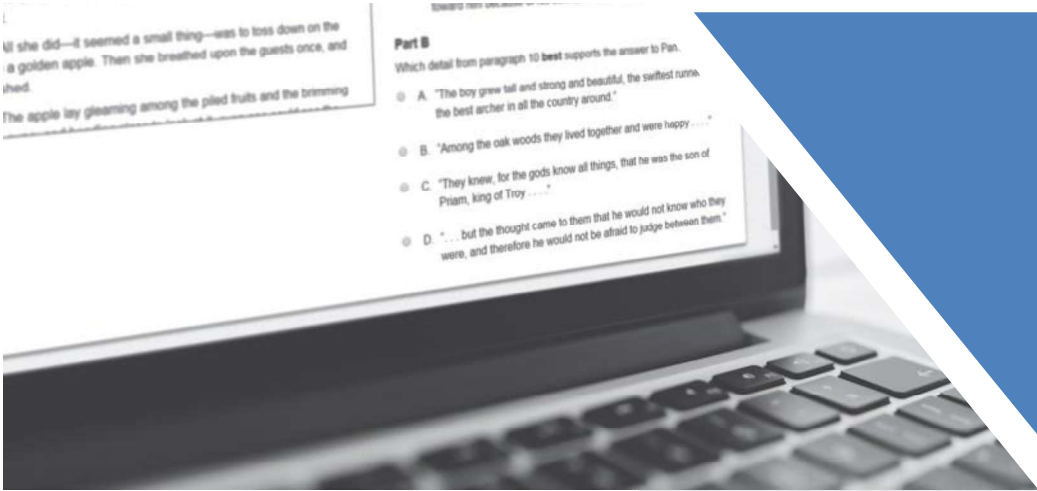 All she did—it seemed a small thing—was to toss down on the
a golden apple. Then she breathed upon the guests once, and
The apple lay gleaming among the piled fruits and the brimming
toward him because
Part B
Which detail from paragraph 10 best supports the answer to Pan.
A. "The boy grew tall and strong and beautiful, the swiftest runne
the best archer in all the country around."
B. "Among the oak woods they lived together and were happy . . . ."
C. "They knew, for the gods know all things, that he was the son of
Priam, king of Troy . . . ."
D. ". . . but the thought came to them that he would not know who they
were, and therefore he would not be afraid to judge between them."